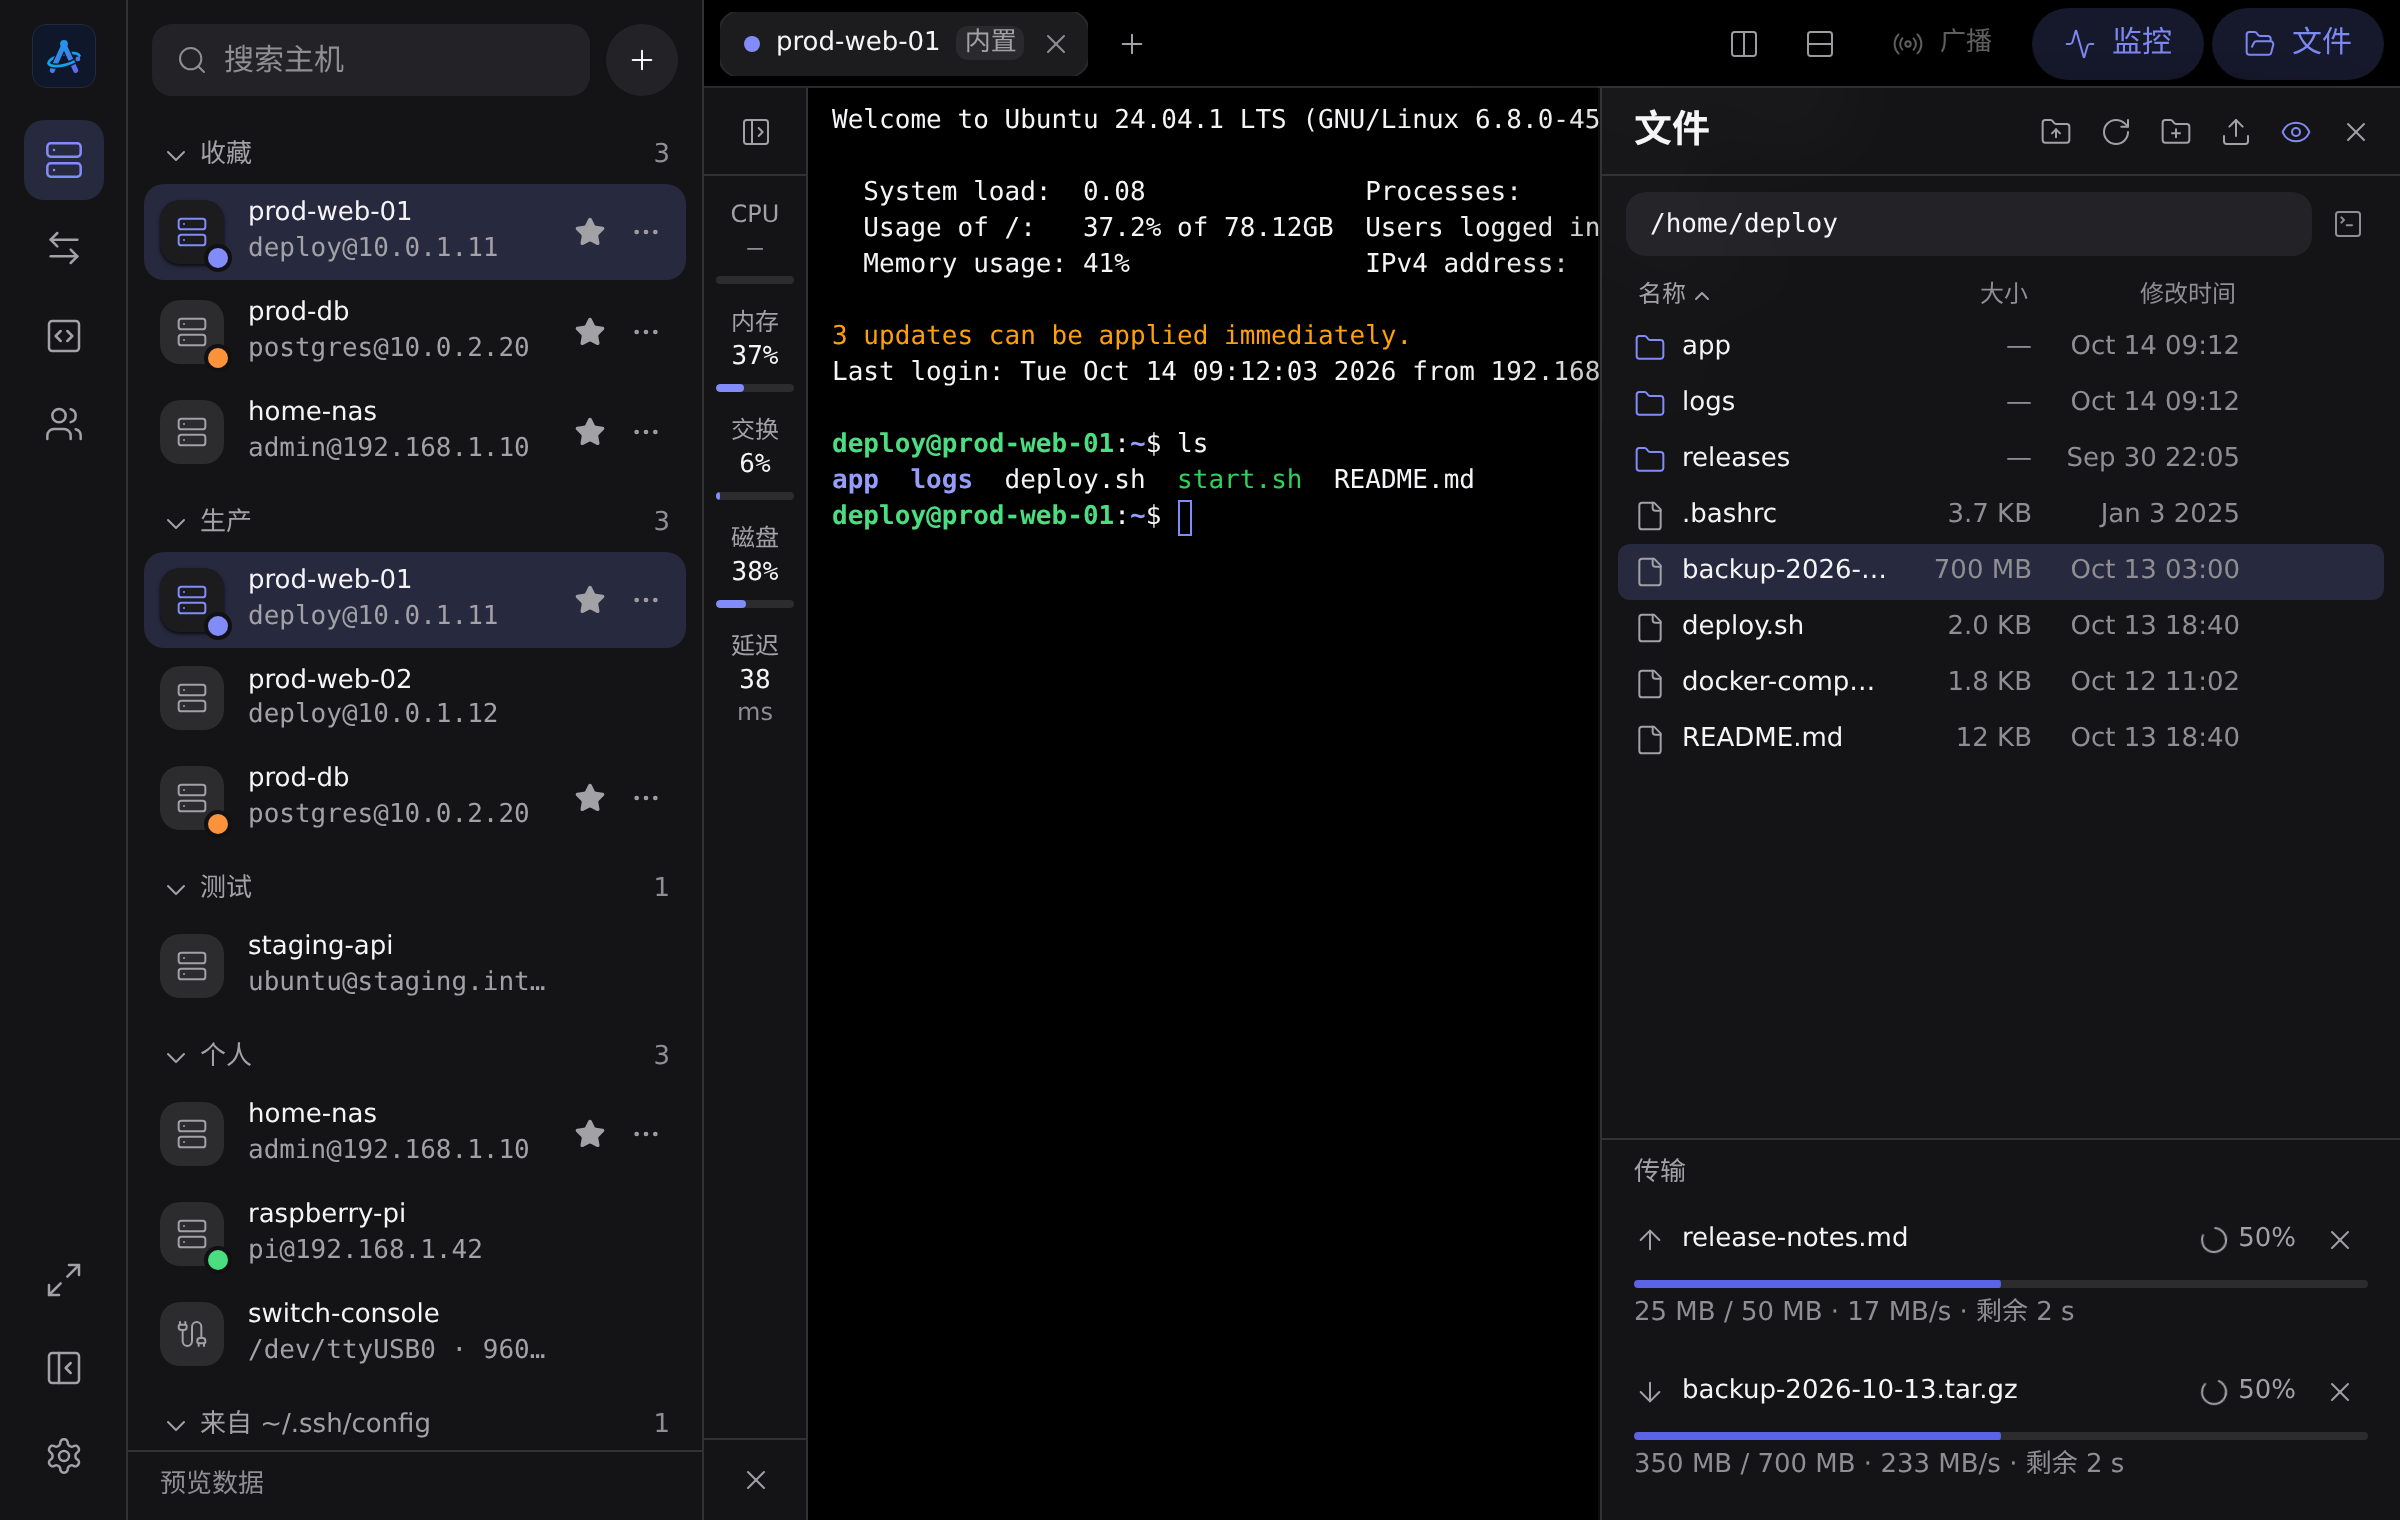 搜索主机
收藏 3
prod-web-01
deploy@10.0.1.11
prod-db
postgres@10.0.2.20
home-nas
admin@192.168.1.10
生产 3
prod-web-01
deploy@10.0.1.11
prod-web-02
deploy@10.0.1.12
prod-db
postgres@10.0.2.20
测试 1
staging-api
ubuntu@staging.int…
个人 3
home-nas
admin@192.168.1.10
raspberry-pi
pi@192.168.1.42
switch-console
/dev/ttyUSB0 · 960…
来自 ~/.ssh/config 1
预览数据
prod-web-01 内置
广播 监控 文件
CPU
—
内存
37%
交换
6%
磁盘
38%
延迟
38
ms
Welcome to Ubuntu 24.04.1 LTS (GNU/Linux 6.8.0-45
System load: 0.08 Processes:
Usage of /: 37.2% of 78.12GB Users logged in
Memory usage: 41% IPv4 address:
3 updates can be applied immediately.
Last login: Tue Oct 14 09:12:03 2026 from 192.168
deploy@prod-web-01:~$ ls
app logs deploy.sh start.sh README.md
deploy@prod-web-01:~$
文件
/home/deploy
名称 大小 修改时间
app — Oct 14 09:12
logs — Oct 14 09:12
releases — Sep 30 22:05
.bashrc 3.7 KB Jan 3 2025
backup-2026-… 700 MB Oct 13 03:00
deploy.sh 2.0 KB Oct 13 18:40
docker-comp… 1.8 KB Oct 12 11:02
README.md 12 KB Oct 13 18:40
传输
release-notes.md 50%
25 MB / 50 MB · 17 MB/s · 剩余 2 s
backup-2026-10-13.tar.gz 50%
350 MB / 700 MB · 233 MB/s · 剩余 2 s